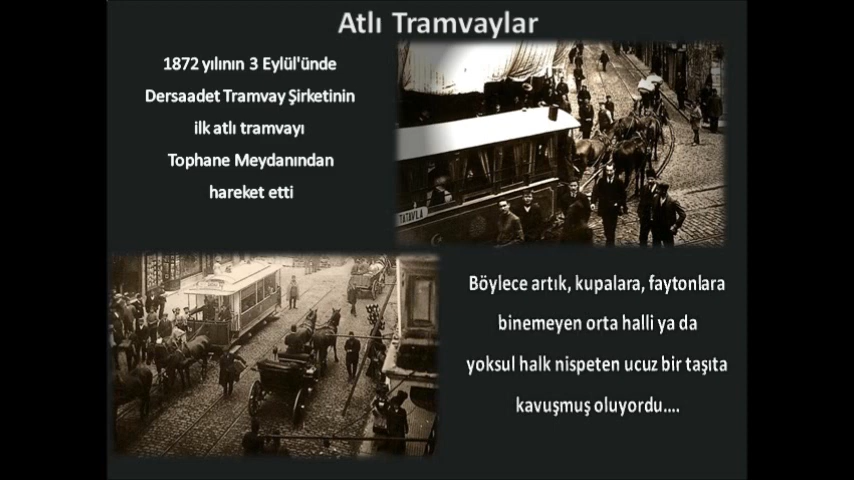 Atlı Tramvaylar
1872 yılının 3 Eylül'ünde
Dersaadet Tramvay Şirketinin
ilk atlı tramvayı
Tophane Meydanından
hareket etti
TATAVLA
Böylece artık, kupalara, faytonlara
binemeyen orta halli ya da
yoksul halk nispeten ucuz bir taşıta
kavuşmuş oluyordu....